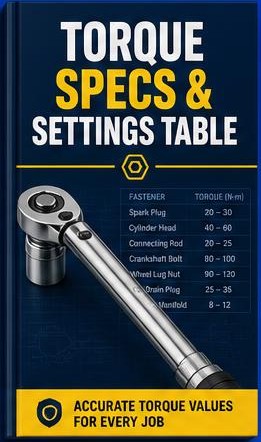 TORQUE
SPECS &
SETTINGS TABLE
FASTENER TORQUE (N·m)
Spark Plug 20 – 30
Cylinder Head 40 – 60
Connecting Rod 20 – 25
Crankshaft Bolt 80 – 100
Wheel Lug Nut 90 – 120
Drain Plug 25 – 35
Manifold 8 – 12
ACCURATE TORQUE VALUES
FOR EVERY JOB